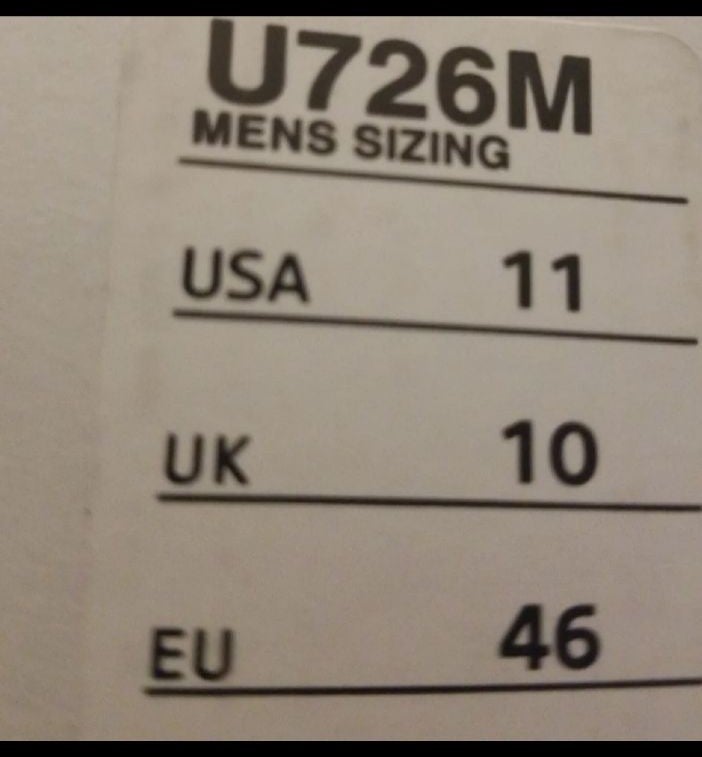 U726M
MENS SIZING
USA 11
UK 10
EU 46